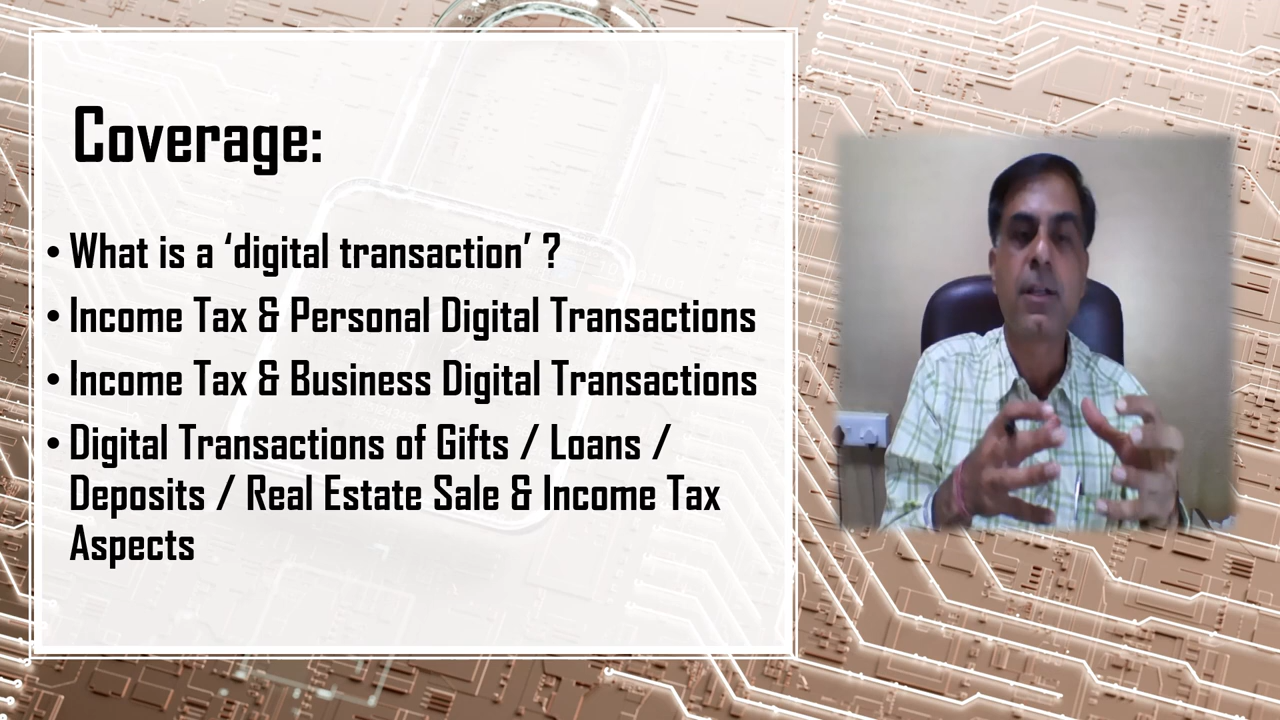 Coverage:
• What is a ‘digital transaction’ ?
• Income Tax & Personal Digital Transactions
• Income Tax & Business Digital Transactions
• Digital Transactions of Gifts / Loans /
Deposits / Real Estate Sale & Income Tax
Aspects